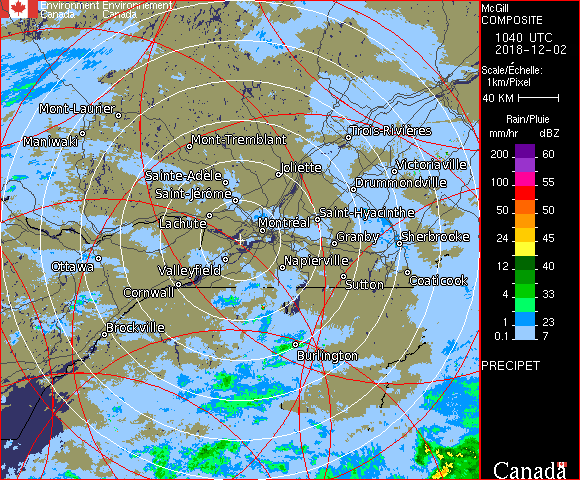 Environment Environnement
Canada Canada
McGill
COMPOSITE
1040 UTC
2018-12-02
Scale/Échelle:
1km/Pixel
40 KM
Rain/Pluie
mm/hr dBZ
200 60
100 55
50 50
24 45
12 40
4 33
1 23
0.1 7
PRECIPET
Canada
Mont-Laurier
Maniwaki
Mont-Tremblant
Trois-Rivières
Joliette
Victoriaville
Sainte-Adèle
Drummondville
Saint-Jérôme
Saint-Hyacinthe
Lachute
Montréal
Granby
Sherbrooke
Ottawa
Valleyfield
Napierville
Cornwall
Sutton
Coaticook
Brockville
Burlington